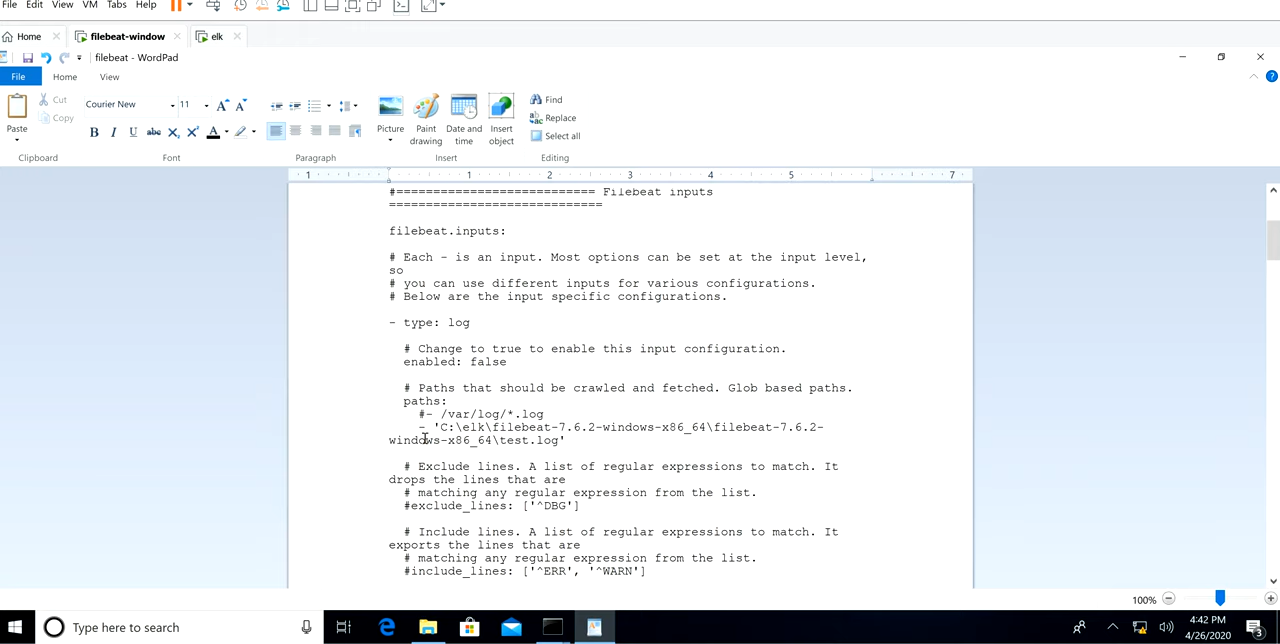 File Edit View VM Tabs Help
Home filebeat-window elk
filebeat - WordPad
File Home View
Paste Cut Copy Courier New 11 Picture Paint drawing Date and time Insert object Find Replace Select all
Clipboard Font Paragraph Insert Editing
1 1 2 3 4 5 7
#=========================== Filebeat inputs
=============================
filebeat.inputs:
# Each - is an input. Most options can be set at the input level,
so
# you can use different inputs for various configurations.
# Below are the input specific configurations.
- type: log
# Change to true to enable this input configuration.
enabled: false
# Paths that should be crawled and fetched. Glob based paths.
paths:
#- /var/log/*.log
- 'C:\elk\filebeat-7.6.2-windows-x86_64\filebeat-7.6.2-
windows-x86_64\test.log'
# Exclude lines. A list of regular expressions to match. It
drops the lines that are
# matching any regular expression from the list.
#exclude_lines: ['^DBG']
# Include lines. A list of regular expressions to match. It
exports the lines that are
# matching any regular expression from the list.
#include_lines: ['^ERR', '^WARN']
100%
Type here to search
4:42 PM
4/26/2020
3